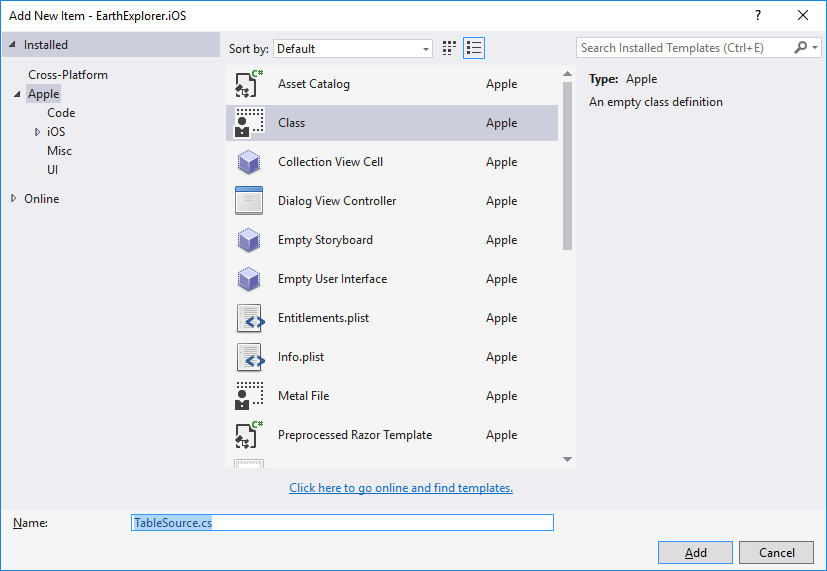 Add New Item - EarthExplorer.iOS
?
Installed
Sort by: Default
Search Installed Templates (Ctrl+E)
Cross-Platform
Apple
Code
iOS
Misc
UI
Online
Asset Catalog Apple
Class Apple
Collection View Cell Apple
Dialog View Controller Apple
Empty Storyboard Apple
Empty User Interface Apple
Entitlements.plist Apple
Info.plist Apple
Metal File Apple
Preprocessed Razor Template Apple
Type: Apple
An empty class definition
Click here to go online and find templates.
Name: TableSource.cs
Add Cancel